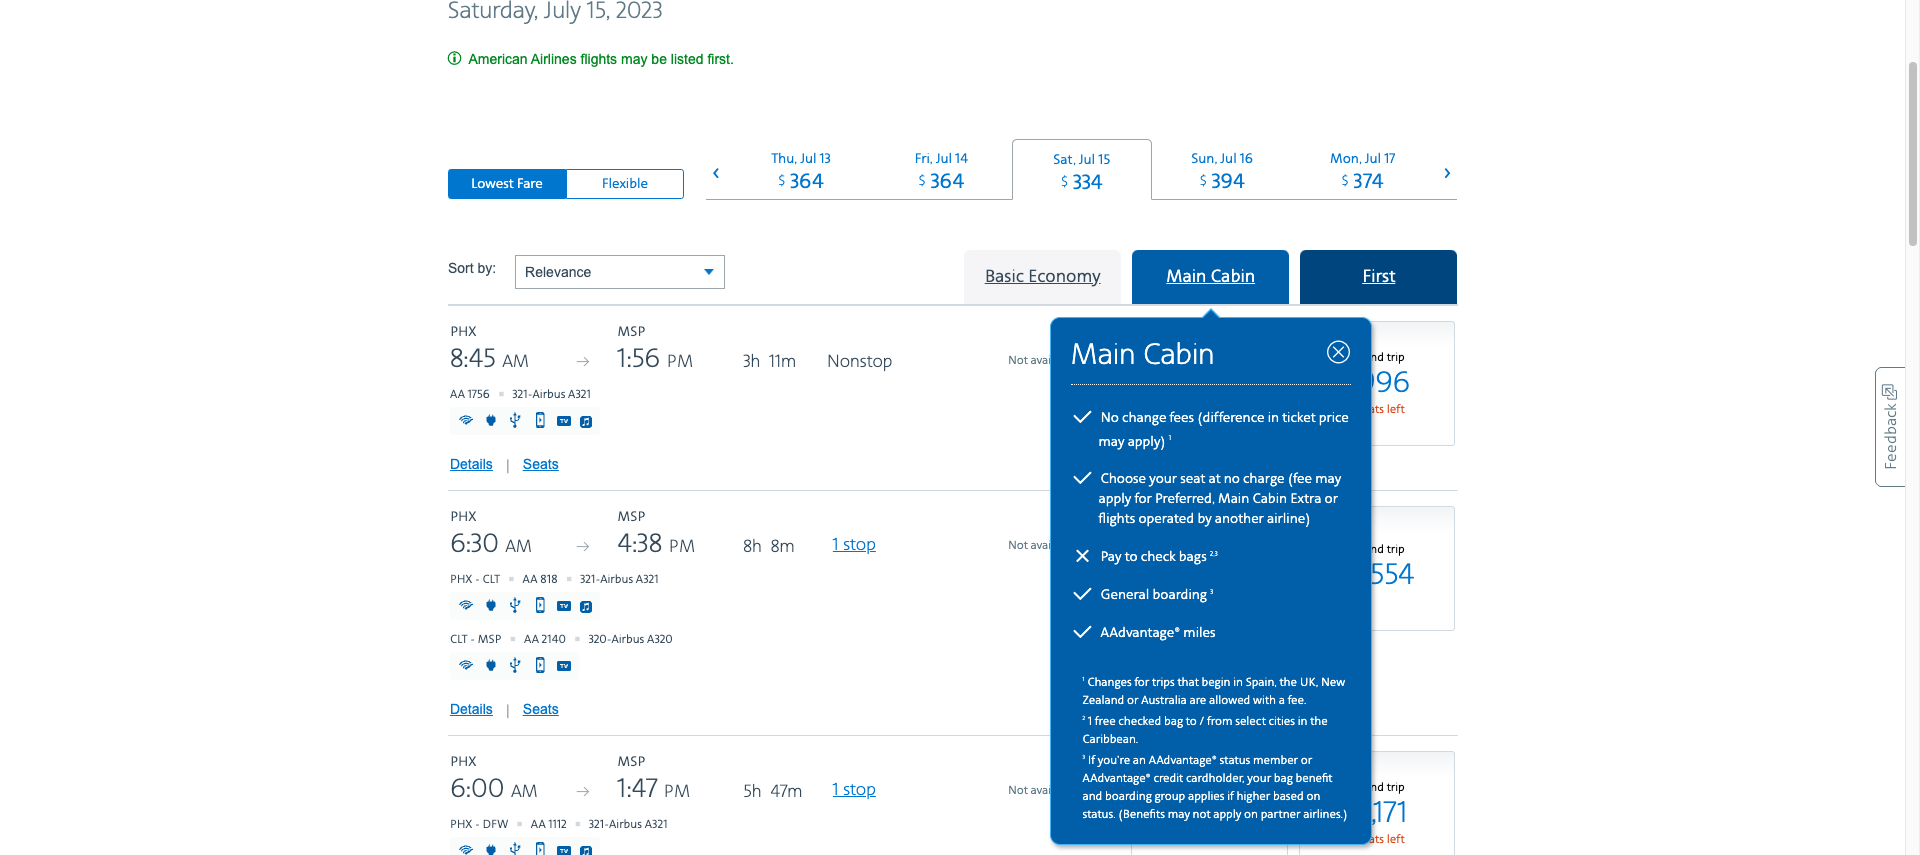 Saturday, July 15, 2023
American Airlines flights may be listed first.
Lowest Fare
Flexible
Thu, Jul 13
$ 364
Fri, Jul 14
$ 364
Sat, Jul 15
$ 334
Sun, Jul 16
$ 394
Mon, Jul 17
$ 374
Sort by:
Relevance
Basic Economy
Main Cabin
First
PHX
MSP
8:45 AM
1:56 PM
3h 11m
Nonstop
Not avai
nd trip
96
ats left
AA 1756
321-Airbus A321
TV
Details | Seats
PHX
MSP
6:30 AM
4:38 PM
8h 8m
1 stop
Not avai
nd trip
554
PHX - CLT
AA 818
321-Airbus A321
TV
CLT - MSP
AA 2140
320-Airbus A320
TV
Details | Seats
PHX
MSP
6:00 AM
1:47 PM
5h 47m
1 stop
Not avai
nd trip
,171
ats left
PHX - DFW
AA 1112
321-Airbus A321
TV
Main Cabin
No change fees (difference in ticket price
may apply) ¹
Choose your seat at no charge (fee may
apply for Preferred, Main Cabin Extra or
flights operated by another airline)
Pay to check bags ²,³
General boarding ³
AAdvantage® miles
¹ Changes for trips that begin in Spain, the UK, New
Zealand or Australia are allowed with a fee.
² 1 free checked bag to / from select cities in the
Caribbean.
³ If you're an AAdvantage® status member or
AAdvantage® credit cardholder, your bag benefit
and boarding group applies if higher based on
status. (Benefits may not apply on partner airlines.)
Feedback